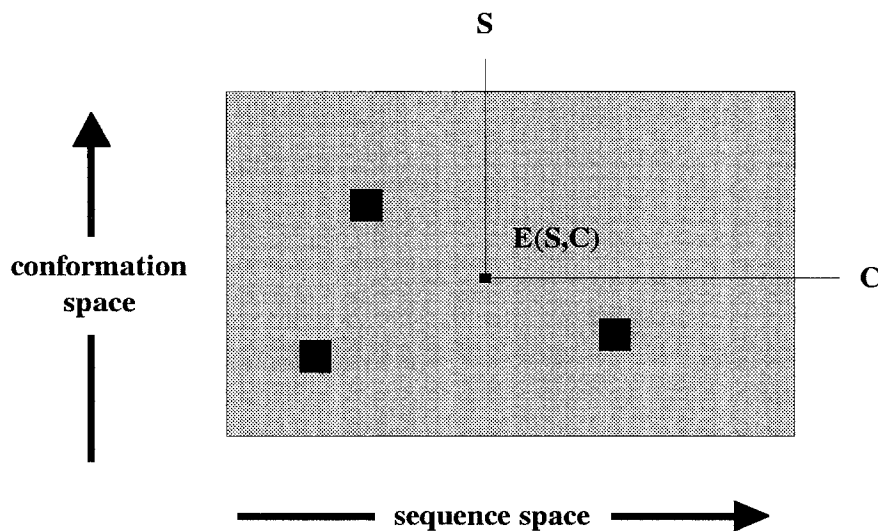 S
E(S,C)
conformation
space
C
sequence space